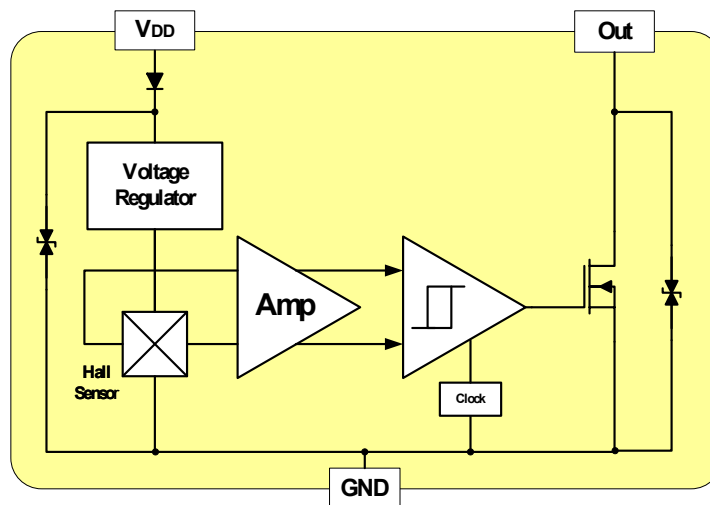 VDD
Out
Voltage
Regulator
Amp
Hall
Sensor
Clock
GND